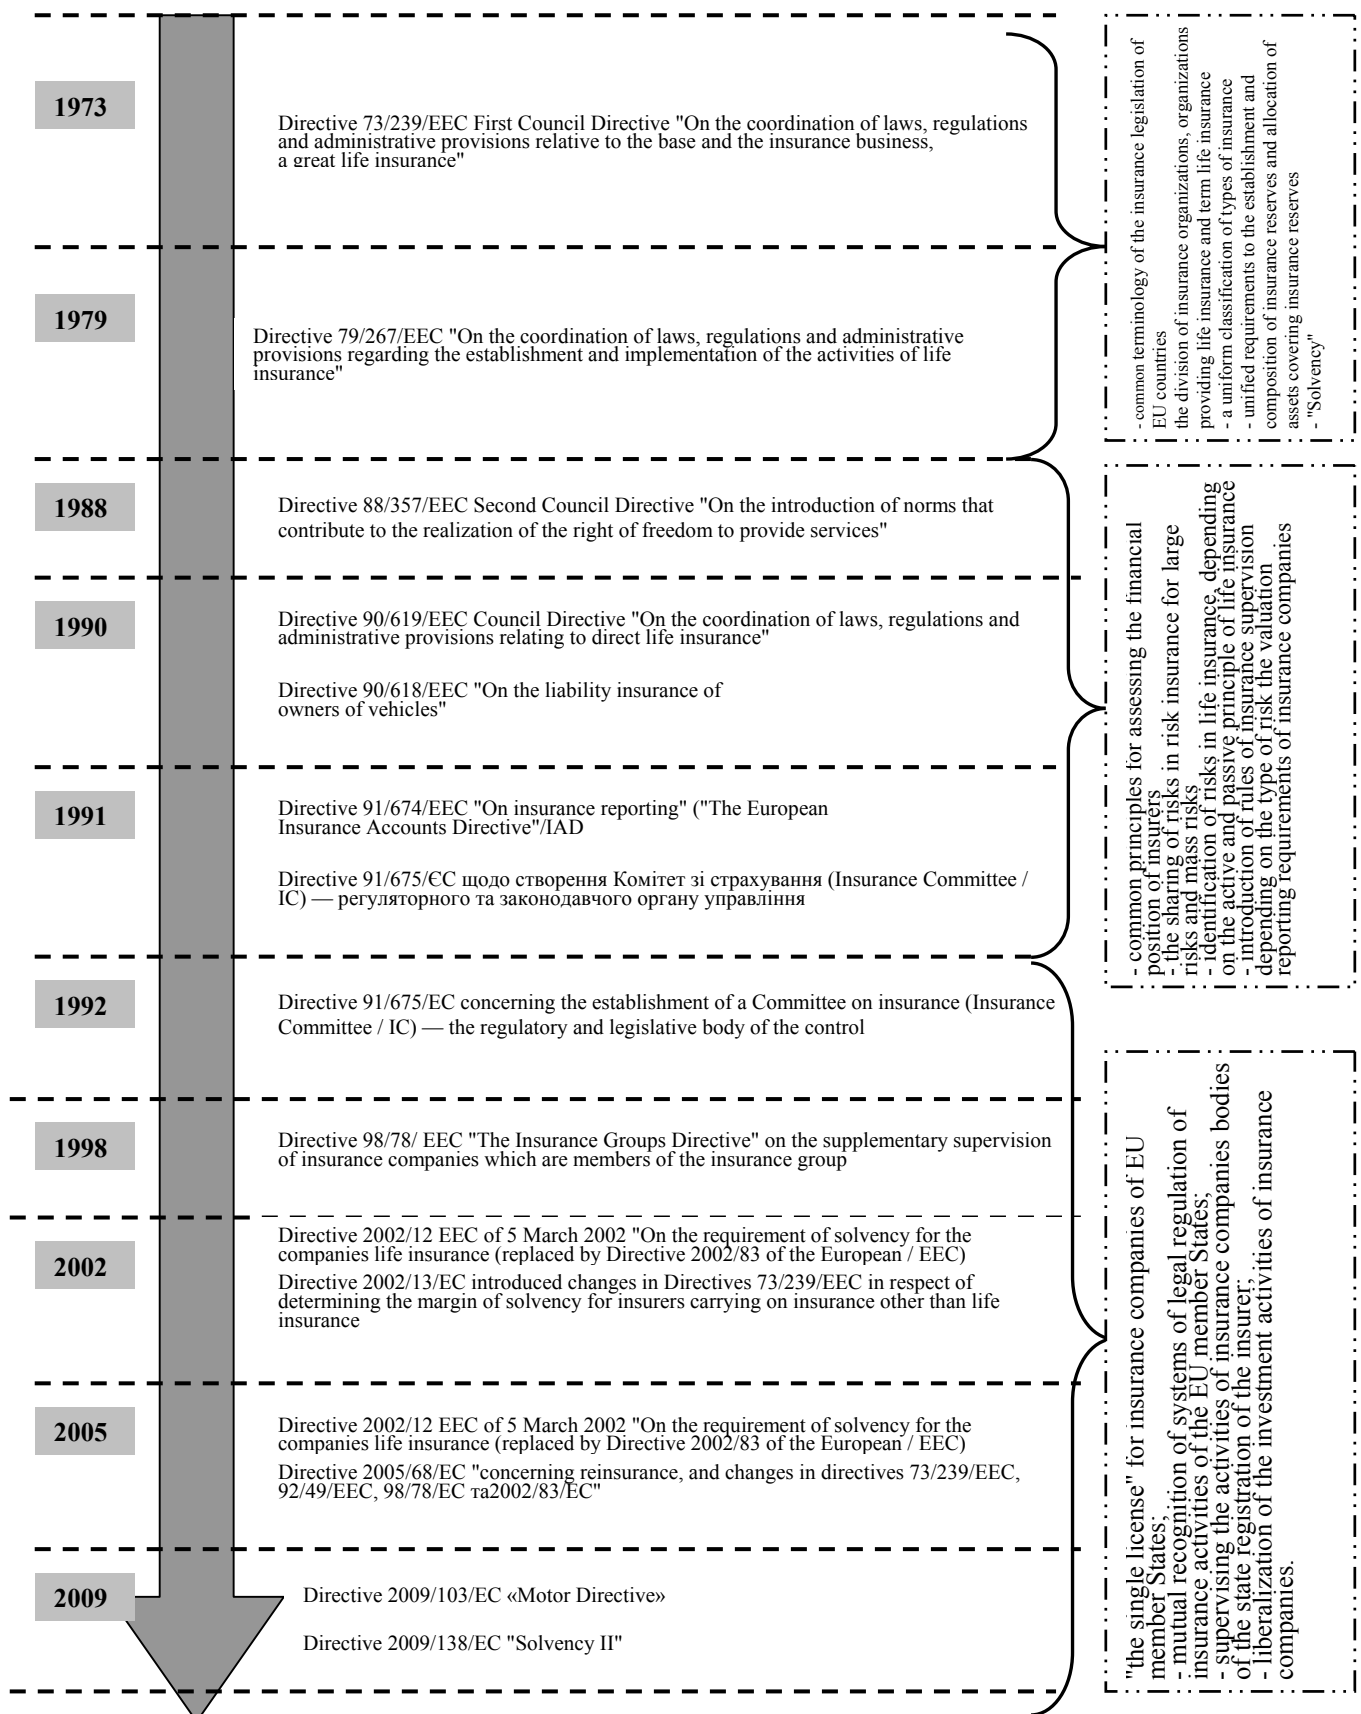 1973
Directive 73/239/EEC First Council Directive "On the coordination of laws, regulations
and administrative provisions relative to the base and the insurance business,
a great life insurance"
1979
Directive 79/267/EEC "On the coordination of laws, regulations and administrative
provisions regarding the establishment and implementation of the activities of life
insurance"
- common terminology of the insurance legislation of
EU countries
the division of insurance organizations, organizations
providing life insurance and term life insurance
- a uniform classification of types of insurance
- unified requirements to the establishment and
composition of insurance reserves and allocation of
assets covering insurance reserves
- "Solvency"
1988
Directive 88/357/EEC Second Council Directive "On the introduction of norms that
contribute to the realization of the right of freedom to provide services"
1990
Directive 90/619/EEC Council Directive "On the coordination of laws, regulations and
administrative provisions relating to direct life insurance"
Directive 90/618/EEC "On the liability insurance of
owners of vehicles"
1991
Directive 91/674/EEC "On insurance reporting" ("The European
Insurance Accounts Directive"/IAD
Directive 91/675/ЄС щодо створення Комітет зі страхування (Insurance Committee /
IC) — регуляторного та законодавчого органу управління
- common principles for assessing the financial
position of insurers
- the sharing of risks in risk insurance for large
risks and mass risks
- identification of risks in life insurance, depending
on the active and passive principle of life insurance
- introduction of rules of insurance supervision
depending on the type of risk the valuation
reporting requirements of insurance companies
1992
Directive 91/675/EC concerning the establishment of a Committee on insurance (Insurance
Committee / IC) — the regulatory and legislative body of the control
1998
Directive 98/78/ EEC "The Insurance Groups Directive" on the supplementary supervision
of insurance companies which are members of the insurance group
2002
Directive 2002/12 EEC of 5 March 2002 "On the requirement of solvency for the
companies life insurance (replaced by Directive 2002/83 of the European / EEC)
Directive 2002/13/EC introduced changes in Directives 73/239/EEC in respect of
determining the margin of solvency for insurers carrying on insurance other than life
insurance
2005
Directive 2002/12 EEC of 5 March 2002 "On the requirement of solvency for the
companies life insurance (replaced by Directive 2002/83 of the European / EEC)
Directive 2005/68/EC "concerning reinsurance, and changes in directives 73/239/EEC,
92/49/EEC, 98/78/EC та2002/83/EC"
2009
Directive 2009/103/EC «Motor Directive»
Directive 2009/138/EC "Solvency II"
"the single license" for insurance companies of EU
member States;
- mutual recognition of systems of legal regulation of
insurance activities of the EU member States;
- supervising the activities of insurance companies bodies
of the state registration of the insurer;
- liberalization of the investment activities of insurance
companies.